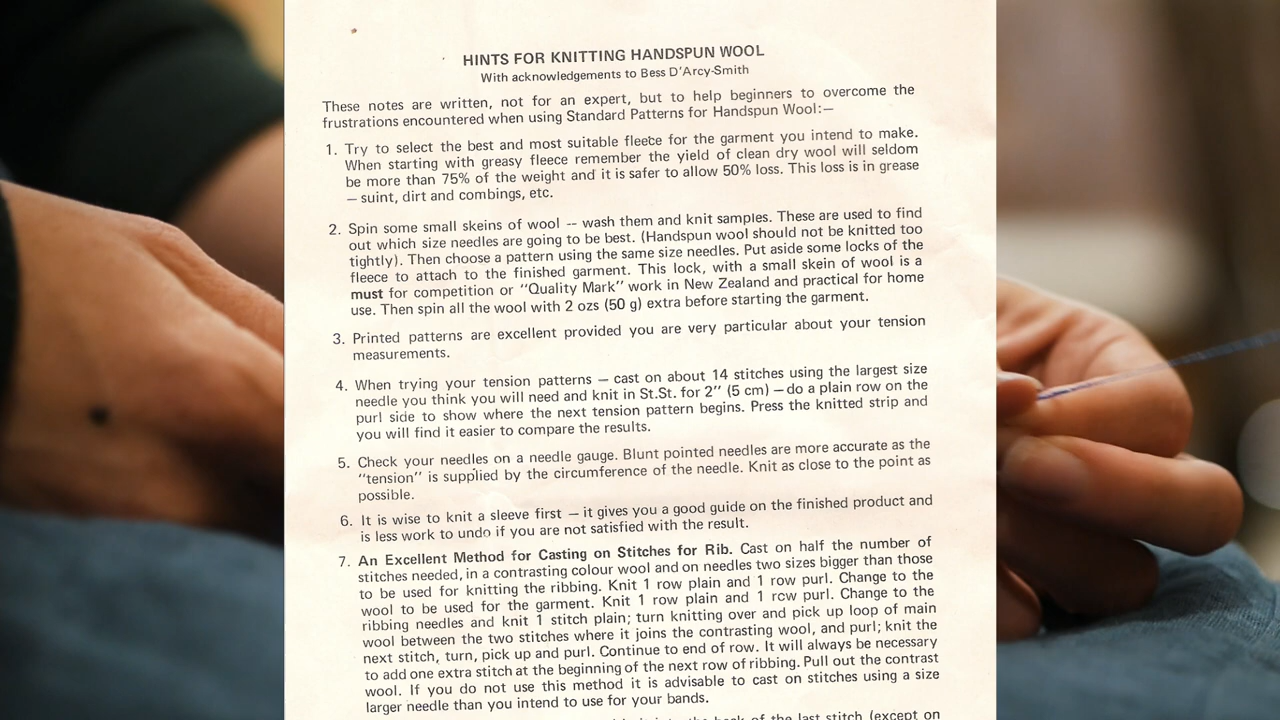 HINTS FOR KNITTING HANDSPUN WOOL
With acknowledgements to Bess D'Arcy-Smith
These notes are written, not for an expert, but to help beginners to overcome the
frustrations encountered when using Standard Patterns for Handspun Wool:—
1. Try to select the best and most suitable fleece for the garment you intend to make.
When starting with greasy fleece remember the yield of clean dry wool will seldom
be more than 75% of the weight and it is safer to allow 50% loss. This loss is in grease
— suint, dirt and combings, etc.
2. Spin some small skeins of wool -- wash them and knit samples. These are used to find
out which size needles are going to be best. (Handspun wool should not be knitted too
tightly). Then choose a pattern using the same size needles. Put aside some locks of the
fleece to attach to the finished garment. This lock, with a small skein of wool is a
must for competition or "Quality Mark" work in New Zealand and practical for home
use. Then spin all the wool with 2 ozs (50 g) extra before starting the garment.
3. Printed patterns are excellent provided you are very particular about your tension
measurements.
4. When trying your tension patterns — cast on about 14 stitches using the largest size
needle you think you will need and knit in St.St. for 2'' (5 cm) — do a plain row on the
purl side to show where the next tension pattern begins. Press the knitted strip and
you will find it easier to compare the results.
5. Check your needles on a needle gauge. Blunt pointed needles are more accurate as the
"tension" is supplied by the circumference of the needle. Knit as close to the point as
possible.
6. It is wise to knit a sleeve first — it gives you a good guide on the finished product and
is less work to undo if you are not satisfied with the result.
7. An Excellent Method for Casting on Stitches for Rib. Cast on half the number of
stitches needed, in a contrasting colour wool and on needles two sizes bigger than those
to be used for knitting the ribbing. Knit 1 row plain and 1 row purl. Change to the
wool to be used for the garment. Knit 1 row plain and 1 row purl. Change to the
ribbing needles and knit 1 stitch plain; turn knitting over and pick up loop of main
wool between the two stitches where it joins the contrasting wool, and purl; knit the
next stitch, turn, pick up and purl. Continue to end of row. It will always be necessary
to add one extra stitch at the beginning of the next row of ribbing. Pull out the contrast
wool. If you do not use this method it is advisable to cast on stitches using a size
larger needle than you intend to use for your bands.
of the last stitch (except on